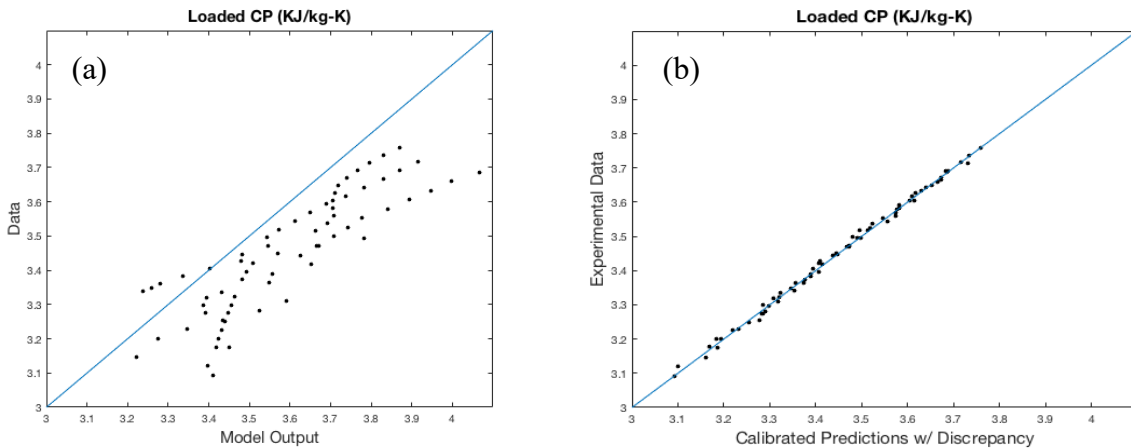 Loaded CP (KJ/kg-K)
(a)
Data
4
3.9
3.8
3.7
3.6
3.5
3.4
3.3
3.2
3.1
3
3 3.1 3.2 3.3 3.4 3.5 3.6 3.7 3.8 3.9 4
Model Output
Loaded CP (KJ/kg-K)
(b)
Experimental Data
4
3.9
3.8
3.7
3.6
3.5
3.4
3.3
3.2
3.1
3
3 3.1 3.2 3.3 3.4 3.5 3.6 3.7 3.8 3.9 4
Calibrated Predictions w/ Discrepancy